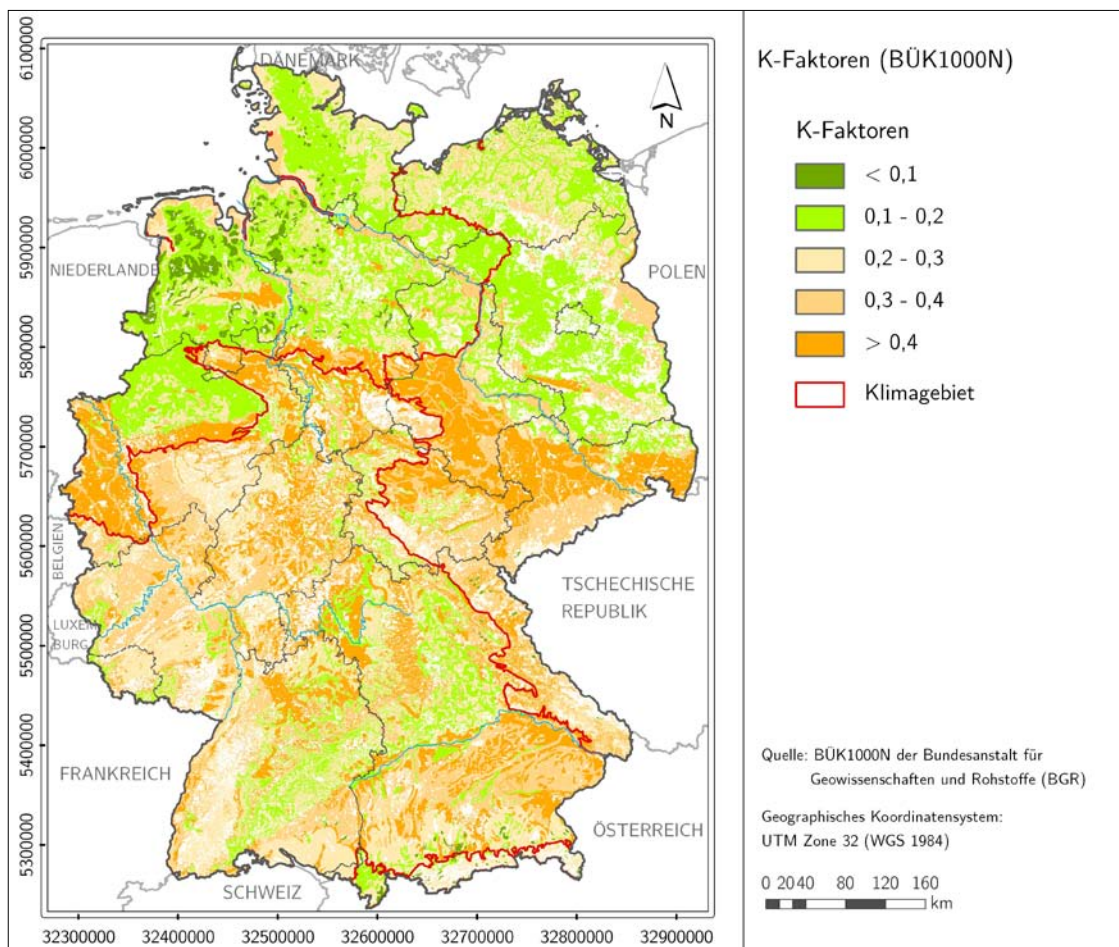 K-Faktoren (BÜK1000N)
K-Faktoren
< 0,1
0,1 - 0,2
0,2 - 0,3
0,3 - 0,4
> 0,4
Klimagebiet
Quelle: BÜK1000N der Bundesanstalt für
Geowissenschaften und Rohstoffe (BGR)
Geographisches Koordinatensystem:
UTM Zone 32 (WGS 1984)
0 20 40 80 120 160
km
N
DÄNEMARK
NIEDERLANDE
POLEN
BELGIEN
LUXEM
BURG
TSCHECHISCHE
REPUBLIK
FRANKREICH
ÖSTERREICH
SCHWEIZ
6100000
6000000
5900000
5800000
5700000
5600000
5500000
5400000
5300000
32300000 32400000 32500000 32600000 32700000 32800000 32900000